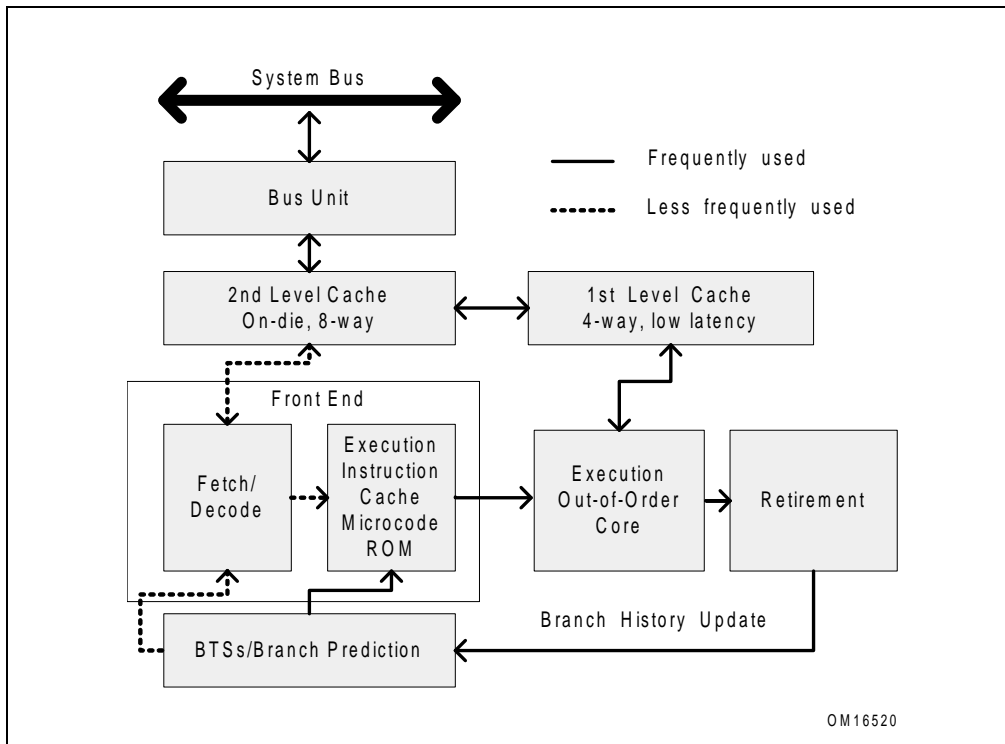 System Bus
Frequently used
Bus Unit
Less frequently used
2nd Level Cache
On-die, 8-way
1st Level Cache
4-way, low latency
Front End
Fetch/
Decode
Execution
Instruction
Cache
Microcode
ROM
Execution
Out-of-Order
Core
Retirement
Branch History Update
BTSs/Branch Prediction
OM16520